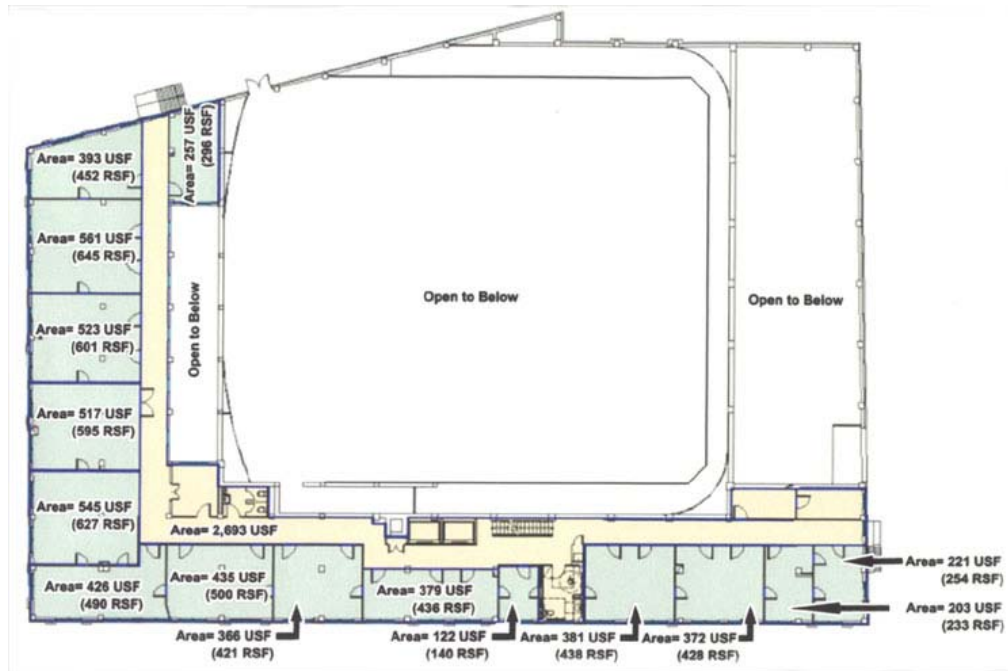 Area= 393 USF
(452 RSF)
Area= 257 USF
(296 RSF)
Area= 561 USF
(645 RSF)
Area= 523 USF
(601 RSF)
Open to Below
Open to Below
Open to Below
Area= 517 USF
(595 RSF)
Area= 545 USF
(627 RSF)
Area= 2,693 USF
Area= 426 USF
(490 RSF)
Area= 435 USF
(500 RSF)
Area= 379 USF
(436 RSF)
Area= 221 USF
(254 RSF)
Area= 203 USF
(233 RSF)
Area= 366 USF
(421 RSF)
Area= 122 USF
(140 RSF)
Area= 381 USF
(438 RSF)
Area= 372 USF
(428 RSF)